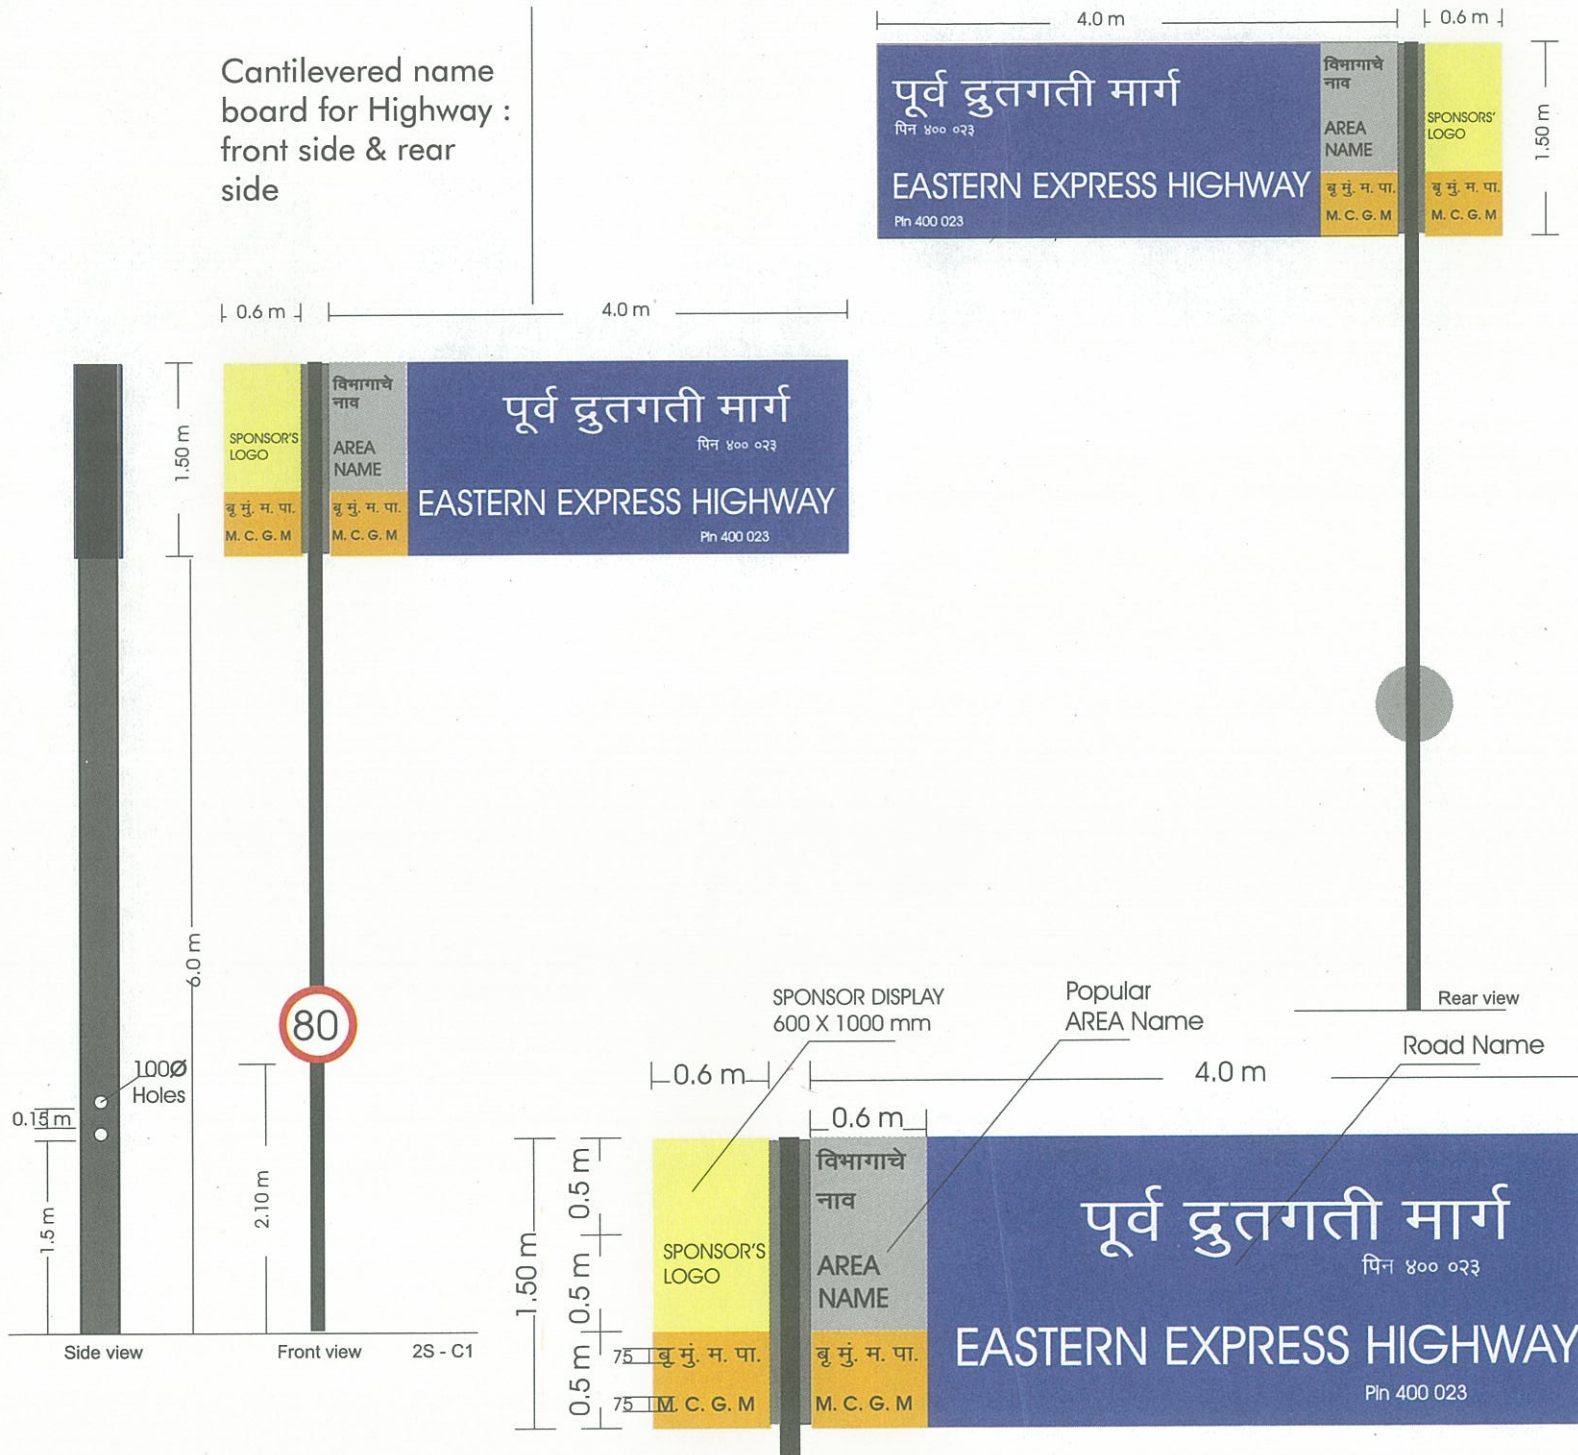 Cantilevered name
board for Highway :
front side & rear
side
4.0 m
0.6 m
पूर्व द्रुतगती मार्ग
पिन ४०० ०२३
EASTERN EXPRESS HIGHWAY
Pin 400 023
विभागाचे
नाव
AREA
NAME
बृ मुं. म. पा.
M. C. G. M
SPONSORS'
LOGO
बृ मुं. म. पा.
M. C. G. M
1.50 m
0.6 m
4.0 m
1.50 m
SPONSOR'S
LOGO
बृ मुं. म. पा.
M. C. G. M
विभागाचे
नाव
AREA
NAME
बृ मुं. म. पा.
M. C. G. M
पूर्व द्रुतगती मार्ग
पिन ४०० ०२३
EASTERN EXPRESS HIGHWAY
Pin 400 023
6.0 m
80
100Ø
Holes
0.15 m
1.5 m
2.10 m
Side view
Front view
2S - C1
Rear view
SPONSOR DISPLAY
600 X 1000 mm
Popular
AREA Name
Road Name
0.6 m
4.0 m
0.6 m
1.50 m
0.5 m
0.5 m
0.5 m
75
75
SPONSOR'S
LOGO
बृ मुं. म. पा.
M. C. G. M
विभागाचे
नाव
AREA
NAME
बृ मुं. म. पा.
M. C. G. M
पूर्व द्रुतगती मार्ग
पिन ४०० ०२३
EASTERN EXPRESS HIGHWAY
Pin 400 023